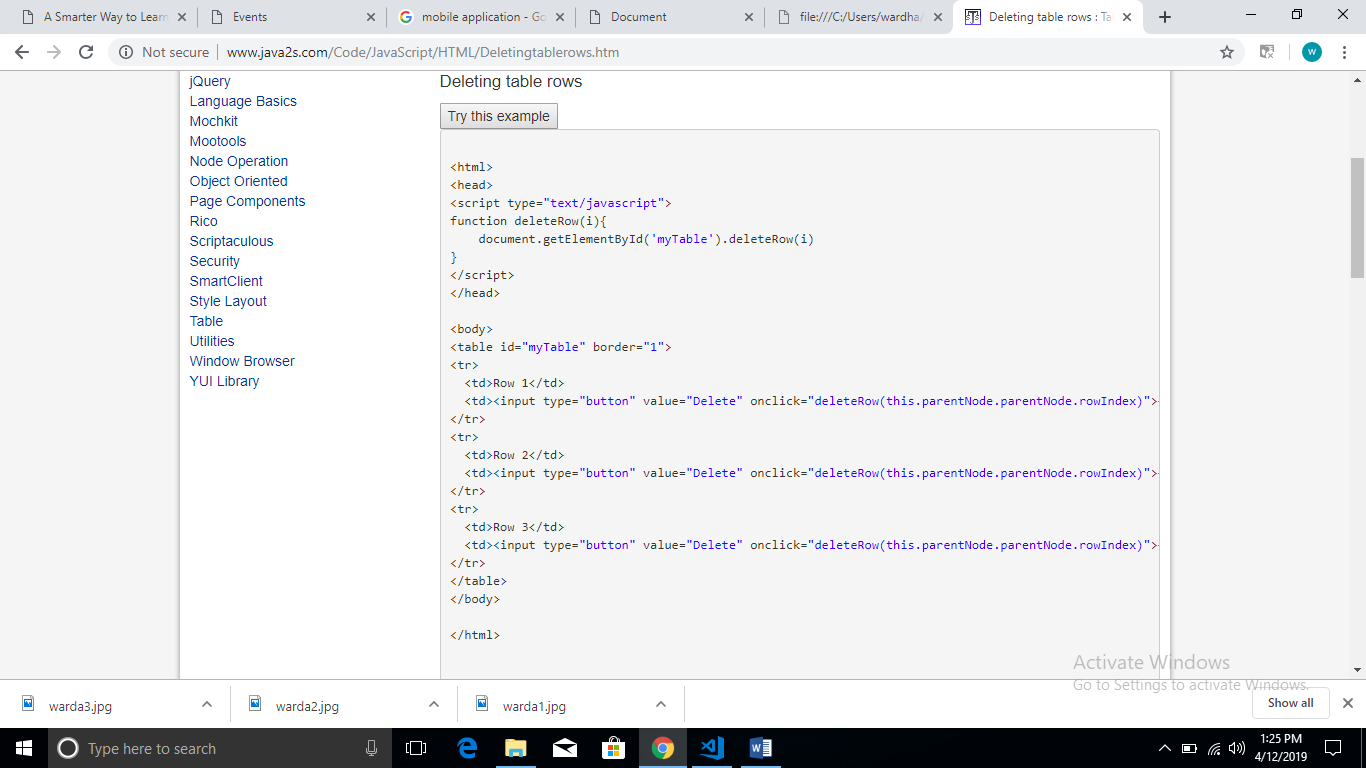 A Smarter Way to Learn
Events
mobile application - Go
Document
file:///C:/Users/wardha/
Deleting table rows : Ta
Not secure | www.java2s.com/Code/JavaScript/HTML/Deletingtablerows.htm
w
jQuery
Language Basics
Mochkit
Mootools
Node Operation
Object Oriented
Page Components
Rico
Scriptaculous
Security
SmartClient
Style Layout
Table
Utilities
Window Browser
YUI Library
Deleting table rows
Try this example
<html>
<head>
<script type="text/javascript">
function deleteRow(i){
    document.getElementById('myTable').deleteRow(i)
}
</script>
</head>
<body>
<table id="myTable" border="1">
<tr>
  <td>Row 1</td>
  <td><input type="button" value="Delete" onclick="deleteRow(this.parentNode.parentNode.rowIndex)">
</tr>
<tr>
  <td>Row 2</td>
  <td><input type="button" value="Delete" onclick="deleteRow(this.parentNode.parentNode.rowIndex)">
</tr>
<tr>
  <td>Row 3</td>
  <td><input type="button" value="Delete" onclick="deleteRow(this.parentNode.parentNode.rowIndex)">
</tr>
</table>
</body>
</html>
Activate Windows
Go to Settings to activate Windows.
warda3.jpg
warda2.jpg
warda1.jpg
Show all
Type here to search
1:25 PM
4/12/2019